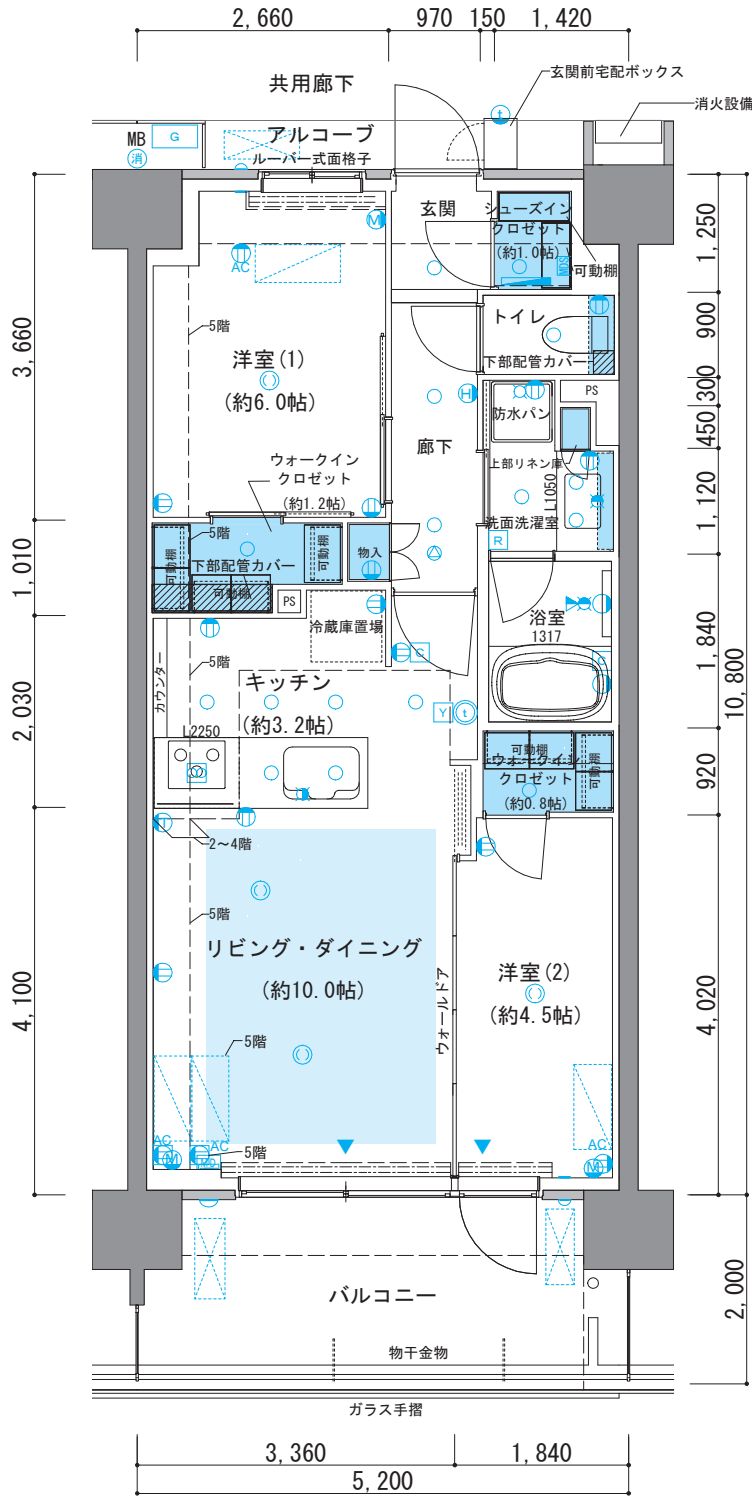 2,660
970
150
1,420
共用廊下
玄関前宅配ボックス
消火設備
MB
G
消
t
アルコーブ
ルーバー式面格子
玄関
シューズイン
クロゼット
(約1.0帖)
可動棚
M
AC
5階
洋室(1)
(約6.0帖)
トイレ
下部配管カバー
H
防水パン
PS
廊下
上部リネン庫
L1050
洗面洗濯室
R
ウォークイン
クロゼット
(約1.2帖)
5階
可動棚
下部配管カバー
可動棚
可動棚
物入
PS
冷蔵庫置場
浴室
1317
C
カウンター
5階
キッチン
(約3.2帖)
L2250
Y
t
可動棚
ウォークイン
クロゼット
(約0.8帖)
可動棚
2〜4階
5階
リビング・ダイニング
(約10.0帖)
ウォールドア
洋室(2)
(約4.5帖)
5階
AC
M
AC
5階
AC
M
バルコニー
物干金物
ガラス手摺
3,660
1,010
2,030
4,100
1,250
900
300
450
1,120
1,840
920
4,020
10,800
2,000
3,360
1,840
5,200